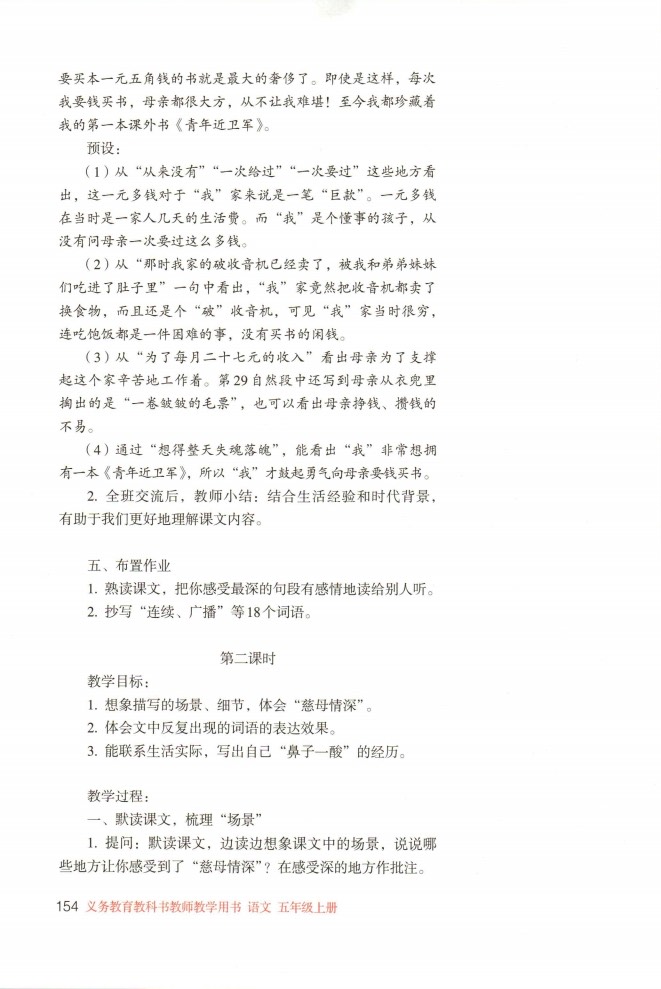 要买本一元五角钱的书就是最大的奢侈了。即使是这样，每次
我要钱买书，母亲都很大方，从不让我难堪！至今我都珍藏着
我的第一本课外书《青年近卫军》。
预设：
（1）从“从来没有”“一次给过”“一次要过”这些地方看
出，这一元多钱对于“我”家来说是一笔“巨款”。一元多钱
在当时是一家人几天的生活费。而“我”是个懂事的孩子，从
没有问母亲一次要过这么多钱。
（2）从“那时我家的破收音机已经卖了，被我和弟弟妹妹
们吃进了肚子里”一句中看出，“我”家竟然把收音机都卖了
换食物，而且还是个“破”收音机，可见“我”家当时很穷，
连吃饱饭都是一件困难的事，没有买书的闲钱。
（3）从“为了每月二十七元的收入”看出母亲为了支撑
起这个家辛苦地工作着。第29自然段中还写到母亲从衣兜里
掏出的是“一卷皱皱的毛票”，也可以看出母亲挣钱、攒钱的
不易。
（4）通过“想得整天失魂落魄”，能看出“我”非常想拥
有一本《青年近卫军》，所以“我”才鼓起勇气向母亲要钱买书。
2. 全班交流后，教师小结：结合生活经验和时代背景，
有助于我们更好地理解课文内容。
五、布置作业
1. 熟读课文，把你感受最深的句段有感情地读给别人听。
2. 抄写“连续、广播”等18个词语。
第二课时
教学目标：
1. 想象描写的场景、细节，体会“慈母情深”。
2. 体会文中反复出现的词语的表达效果。
3. 能联系生活实际，写出自己“鼻子一酸”的经历。
教学过程：
一、默读课文，梳理“场景”
1. 提问：默读课文，边读边想象课文中的场景，说说哪
些地方让你感受到了“慈母情深”？在感受深的地方作批注。
154 义务教育教科书教师教学用书 语文 五年级上册